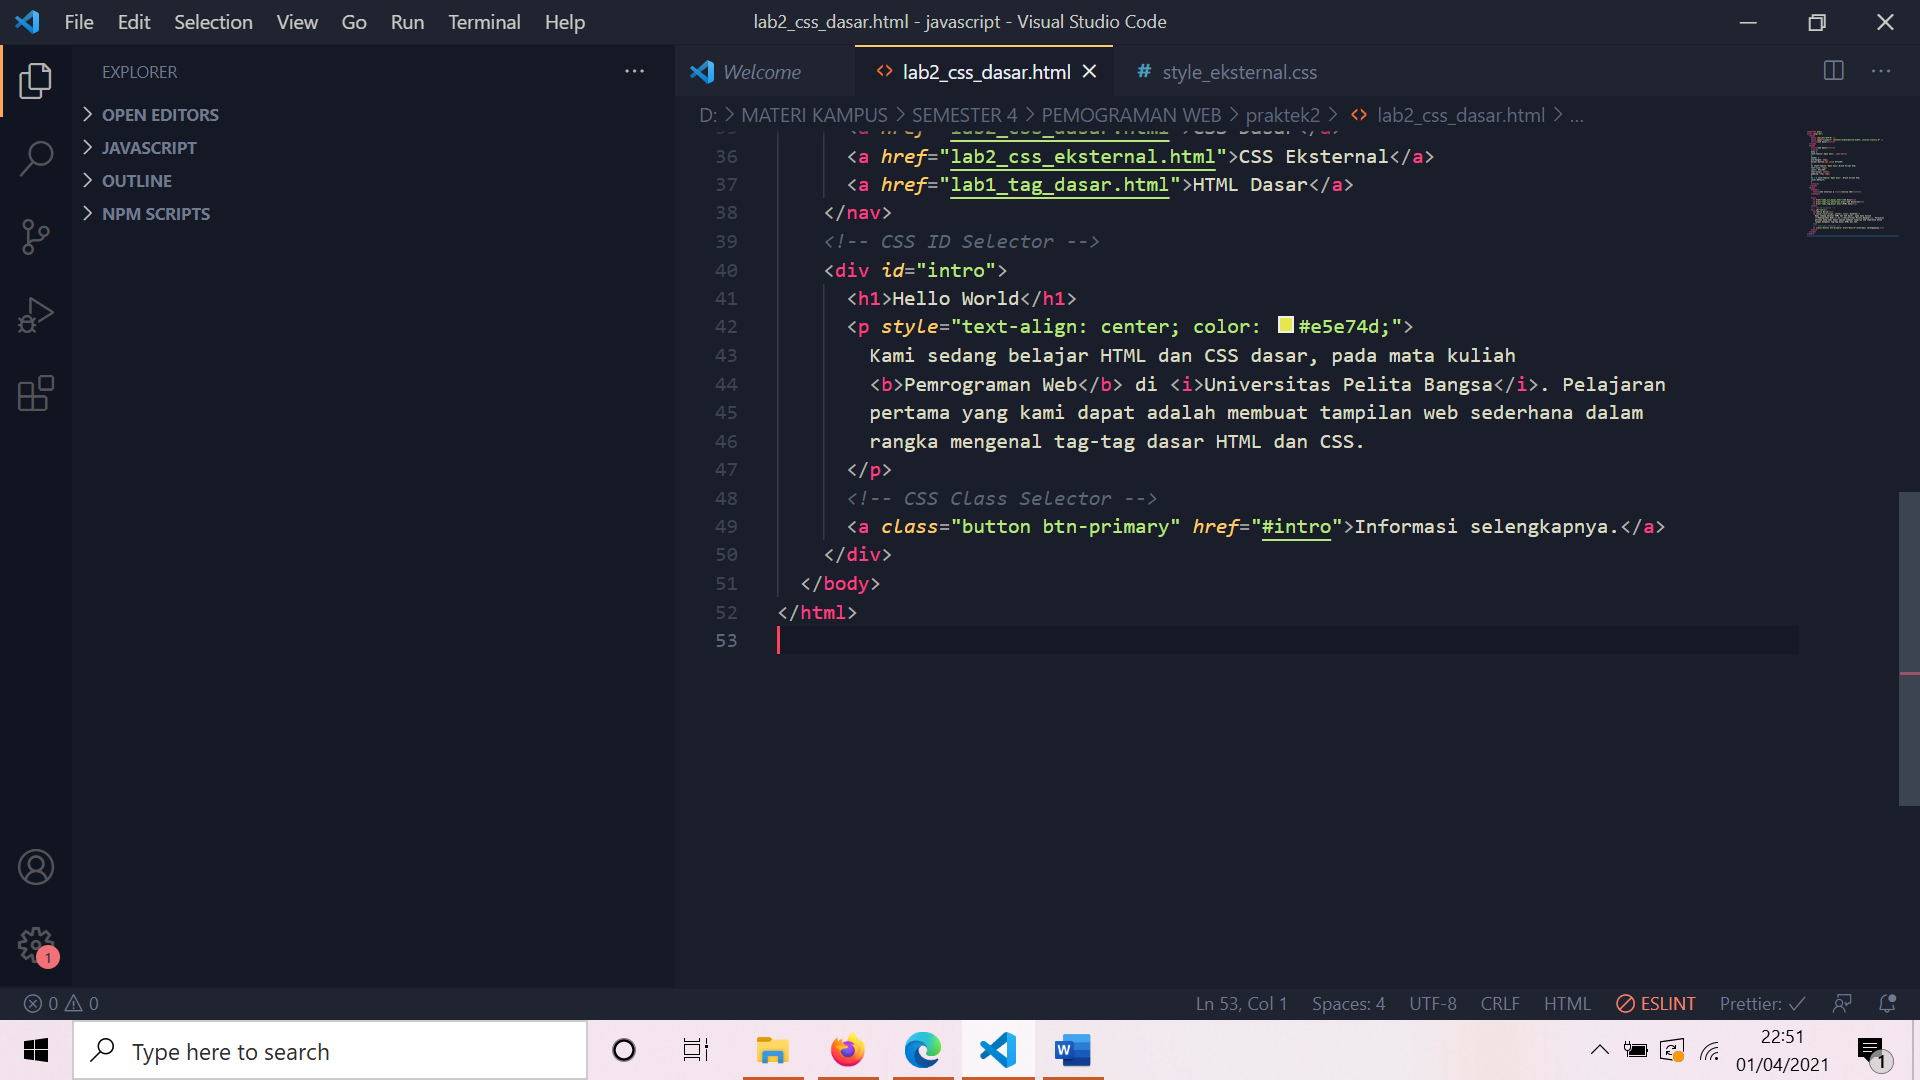 File Edit Selection View Go Run Terminal Help
lab2_css_dasar.html - javascript - Visual Studio Code
EXPLORER
OPEN EDITORS
JAVASCRIPT
OUTLINE
NPM SCRIPTS
Welcome
lab2_css_dasar.html
# style_eksternal.css
D: > MATERI KAMPUS > SEMESTER 4 > PEMOGRAMAN WEB > praktek2 > <> lab2_css_dasar.html > ...
35 <a href="lab2_css_dasar.html">CSS Dasar</a>
36 <a href="lab2_css_eksternal.html">CSS Eksternal</a>
37 <a href="lab1_tag_dasar.html">HTML Dasar</a>
38 </nav>
39 <!-- CSS ID Selector -->
40 <div id="intro">
41 <h1>Hello World</h1>
42 <p style="text-align: center; color: #e5e74d;">
43 Kami sedang belajar HTML dan CSS dasar, pada mata kuliah
44 <b>Pemrograman Web</b> di <i>Universitas Pelita Bangsa</i>. Pelajaran
45 pertama yang kami dapat adalah membuat tampilan web sederhana dalam
46 rangka mengenal tag-tag dasar HTML dan CSS.
47 </p>
48 <!-- CSS Class Selector -->
49 <a class="button btn-primary" href="#intro">Informasi selengkapnya.</a>
50 </div>
51 </body>
52 </html>
53
1
0 0
Ln 53, Col 1 Spaces: 4 UTF-8 CRLF HTML ESLINT Prettier: ✓
Type here to search
22:51
01/04/2021
1